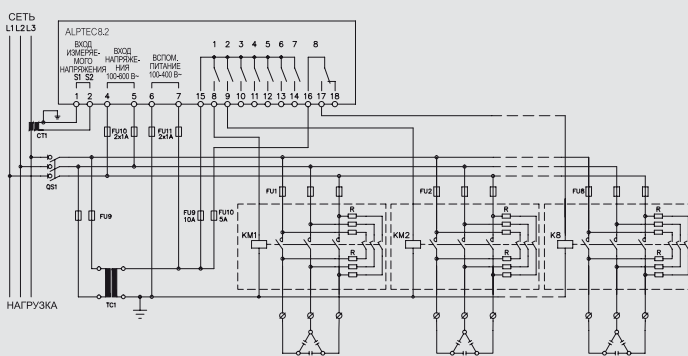 СЕТЬ
L1 L2 L3
ALPTEC8.2
ВХОД
ИЗМЕРЯЕ-
МОГО
НАПРЯЖЕНИЯ
S1 S2
ВХОД
НАПРЯЖЕ-
НИЯ
100-600 В~
ВСПОМ.
ПИТАНИЕ
100-400 В~
1 2 3 4 5 6 7 8
1 2 4 5 6 7 15 8 9 10 11 12 13 14 16 17 18
CT1
FU10
2x1A
FU11
2x1A
QS1
FU9
FU9
10A
FU10
5A
FU1
FU2
FU8
KM1
R
R
KM2
R
R
K8
R
R
TC1
НАГРУЗКА